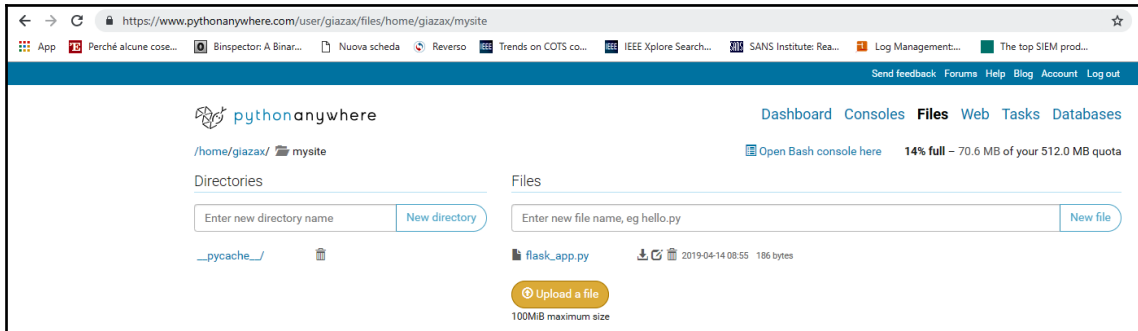 https://www.pythonanywhere.com/user/giazax/files/home/giazax/mysite
App Perché alcune cose... Binspector: A Binar... Nuova scheda Reverso IEEE Trends on COTS co... IEEE IEEE Xplore Search... SANS SANS Institute: Rea... Log Management:... The top SIEM prod...
Send feedback Forums Help Blog Account Log out
pythonanywhere
Dashboard Consoles Files Web Tasks Databases
/home/giazax/ mysite
Open Bash console here 14% full – 70.6 MB of your 512.0 MB quota
Directories
Files
Enter new directory name New directory
Enter new file name, eg hello.py New file
__pycache__/
flask_app.py 2019-04-14 08:55 186 bytes
Upload a file
100MiB maximum size